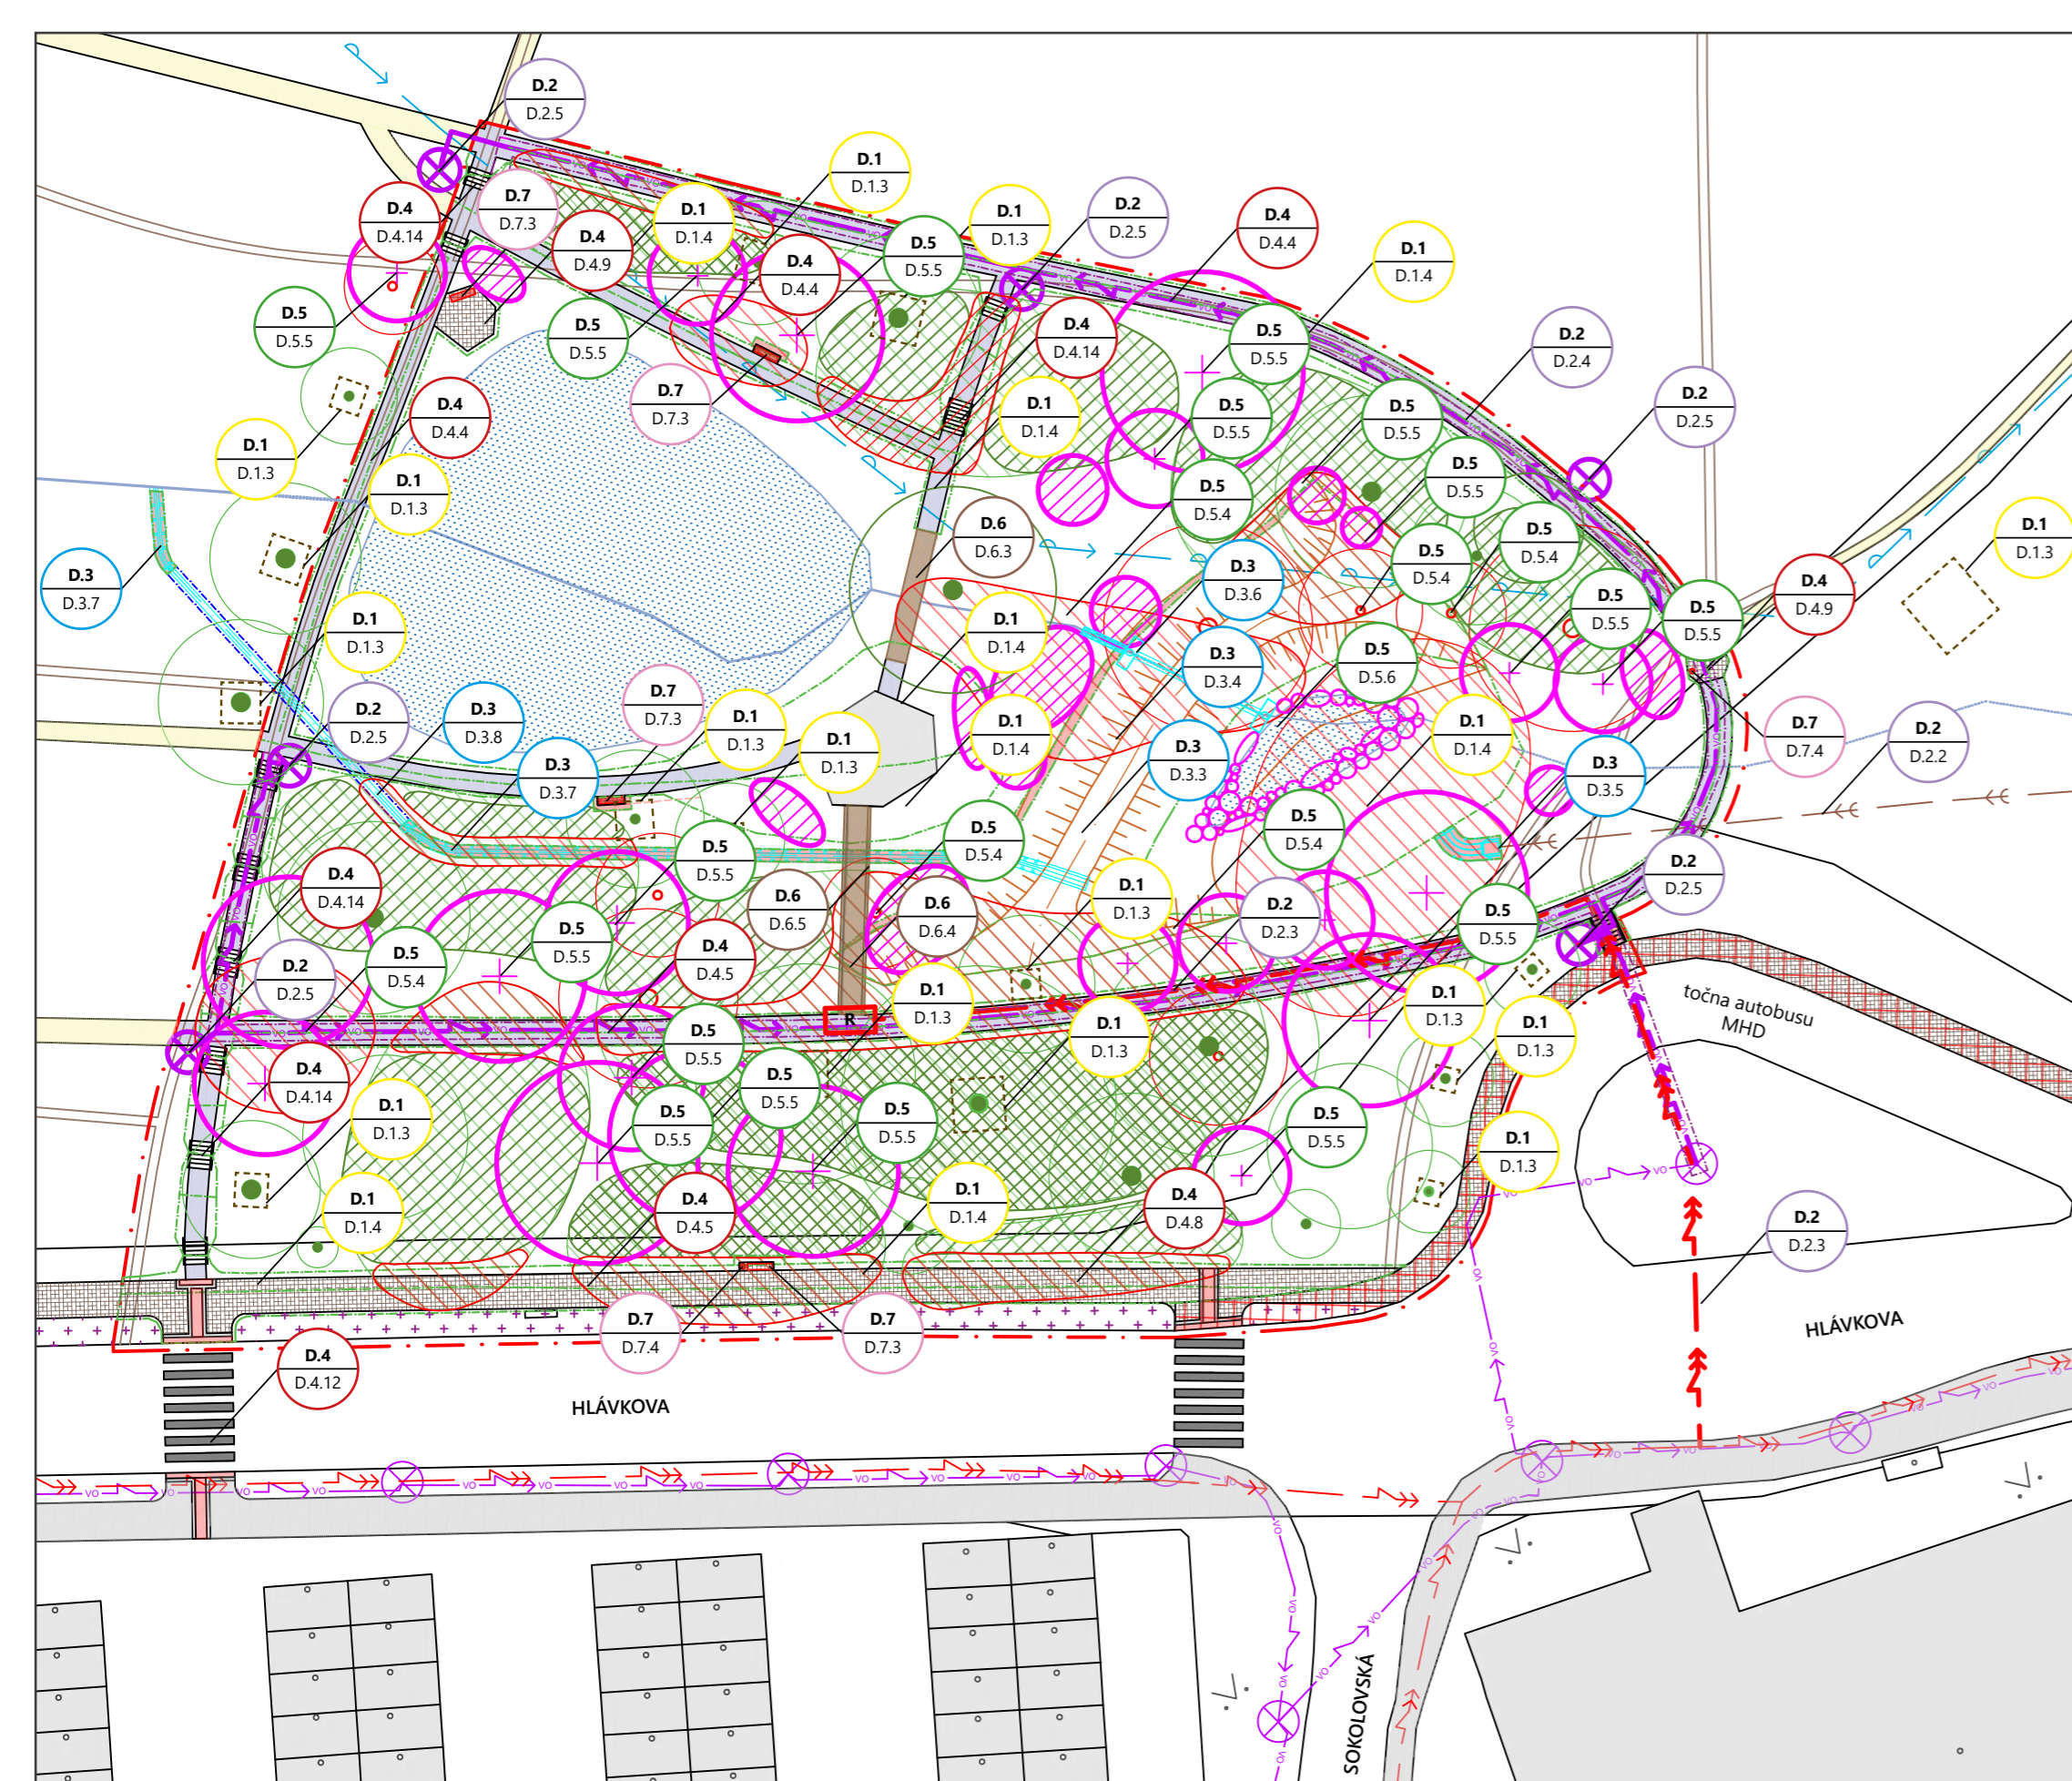 D.2
D.2.5
D.1
D.1.3
D.4
D.4.14
D.7
D.7.3
D.1
D.1.4
D.4
D.4.9
D.4
D.4.4
D.5
D.5.5
D.1
D.1.3
D.2
D.2.5
D.4
D.4.4
D.1
D.1.4
D.5
D.5.5
D.5
D.5.5
D.4
D.4.14
D.5
D.5.5
D.2
D.2.4
D.7
D.7.3
D.4
D.4.4
D.1
D.1.4
D.5
D.5.5
D.5
D.5.5
D.2
D.2.5
D.1
D.1.3
D.1
D.1.3
D.5
D.5.4
D.5
D.5.5
D.6
D.6.3
D.5
D.5.4
D.1
D.1.3
D.3
D.3.7
D.3
D.3.6
D.5
D.5.4
D.5
D.5.5
D.5
D.5.5
D.4
D.4.9
D.1
D.1.3
D.1
D.1.4
D.3
D.3.4
D.5
D.5.6
D.2
D.2.5
D.3
D.3.8
D.7
D.7.3
D.1
D.1.3
D.1
D.1.3
D.1
D.1.4
D.1
D.1.4
D.7
D.7.4
D.2
D.2.2
D.3
D.3.7
D.3
D.3.3
D.3
D.3.5
D.5
D.5.5
D.5
D.5.4
D.5
D.5.4
D.4
D.4.14
D.6
D.6.5
D.6
D.6.4
D.1
D.1.3
D.2
D.2.3
D.5
D.5.5
D.2
D.2.5
D.2
D.2.5
D.5
D.5.4
D.5
D.5.5
D.4
D.4.5
D.1
D.1.3
D.1
D.1.3
D.1
D.1.3
D.1
D.1.3
točna autobusu
MHD
R
D.5
D.5.5
D.4
D.4.14
D.1
D.1.3
D.5
D.5.5
D.5
D.5.5
D.5
D.5.5
D.5
D.5.5
D.1
D.1.3
D.1
D.1.4
D.4
D.4.5
D.1
D.1.4
D.4
D.4.8
D.2
D.2.3
D.7
D.7.4
D.7
D.7.3
D.4
D.4.12
HLÁVKOVA
HLÁVKOVA
SOKOLOVSKÁ